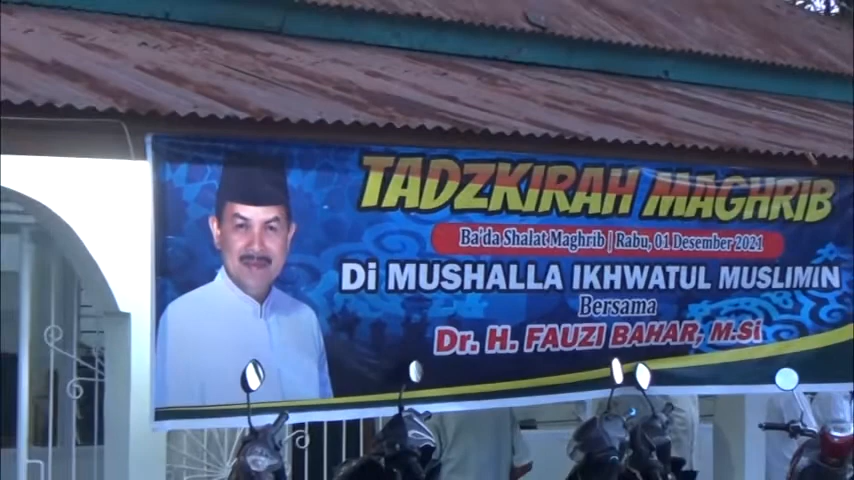 TADZKIRAH MAGHRIB
Ba'da Shalat Maghrib | Rabu, 01 Desember 2021
Di MUSHALLA IKHWATUL MUSLIMIN
Bersama
Dr. H. FAUZI BAHAR, M.Si